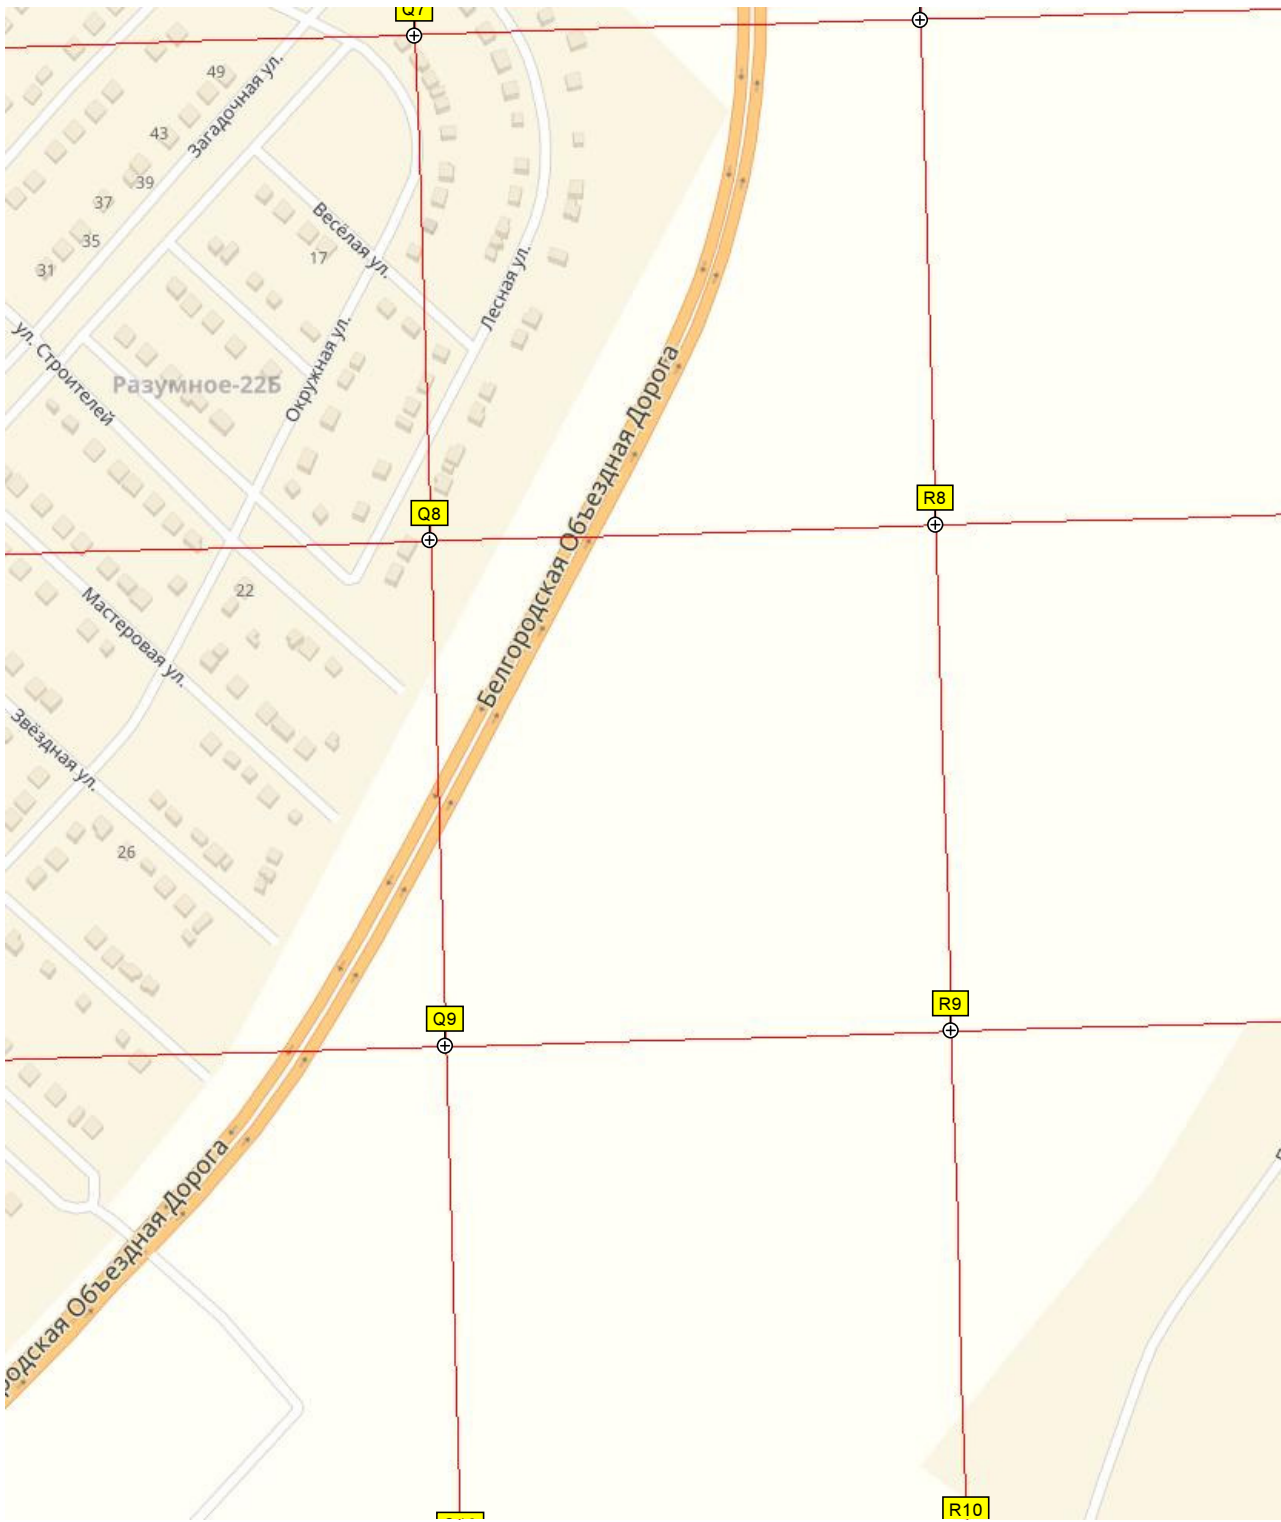 Q7
49
Загадочная ул.
43
39
37
35
31
Весёлая ул.
17
Лесная ул.
Окружная ул.
ул. Строителей
Разумное-22Б
Белгородская Объездная Дорога
Q8
R8
22
Мастеровая ул.
Звёздная ул.
26
Q9
R9
родская Объездная Дорога
R10